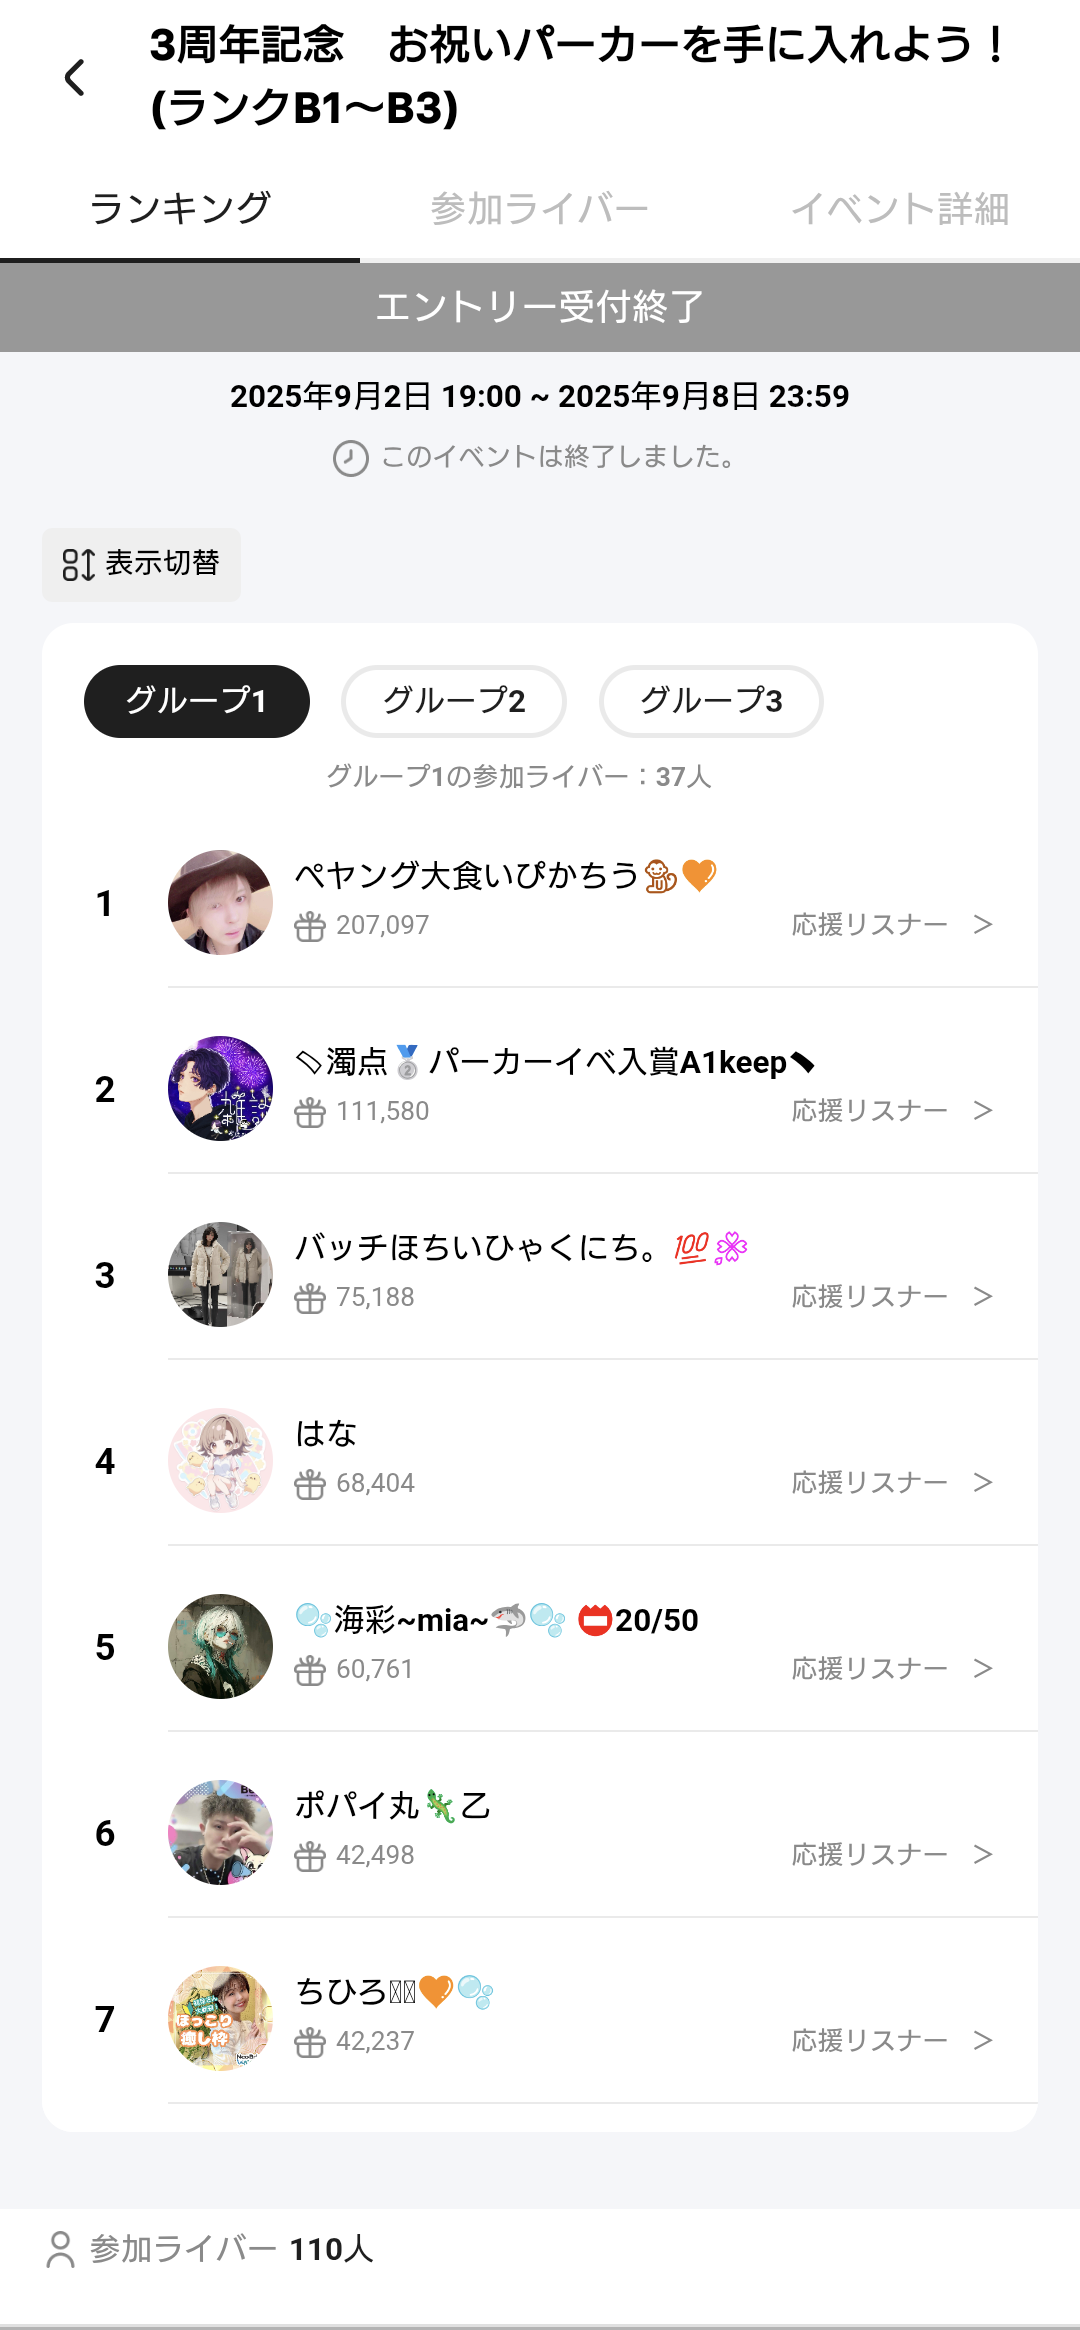 3周年記念　お祝いパーカーを手に入れよう！
(ランクB1〜B3)
ランキング 参加ライバー イベント詳細
エントリー受付終了
2025年9月2日 19:00 ~ 2025年9月8日 23:59
このイベントは終了しました。
表示切替
グループ1 グループ2 グループ3
グループ1の参加ライバー：37人
1
ペヤング大食いぴかちう🐒🧡
207,097 応援リスナー >
2
濁点🥈パーカーイベ入賞A1keep
111,580 応援リスナー >
3
バッチほちいひゃくにち。💯
75,188 応援リスナー >
4
はな
68,404 応援リスナー >
5
🫧海彩~mia~🦈🫧 📛20/50
60,761 応援リスナー >
6
ポパイ丸🦎乙
42,498 応援リスナー >
7
ちひろ🧡🫧
42,237 応援リスナー >
ほっこり
癒し枠
参加ライバー 110人